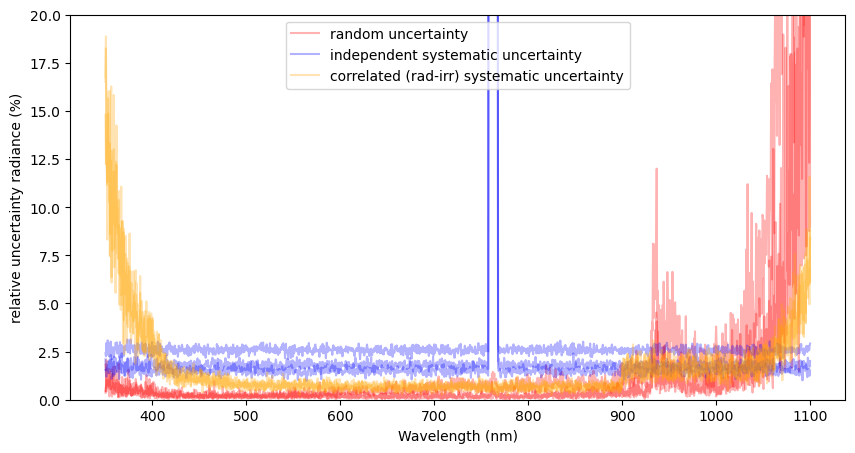 random uncertainty
independent systematic uncertainty
correlated (rad-irr) systematic uncertainty
relative uncertainty radiance (%)
20.0
17.5
15.0
12.5
10.0
7.5
5.0
2.5
0.0
400 500 600 700 800 900 1000 1100
Wavelength (nm)